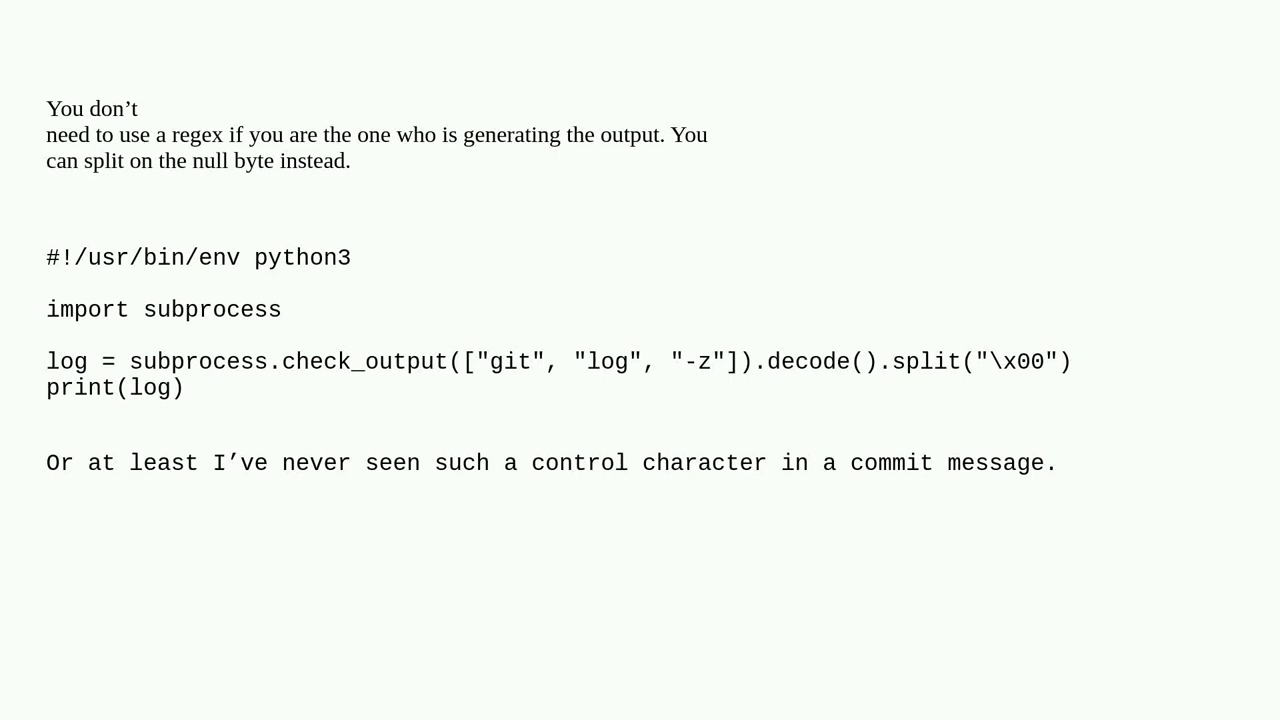 You don’t
need to use a regex if you are the one who is generating the output. You
can split on the null byte instead.
#!/usr/bin/env python3
import subprocess
log = subprocess.check_output(["git", "log", "-z"]).decode().split("\x00")
print(log)
Or at least I’ve never seen such a control character in a commit message.